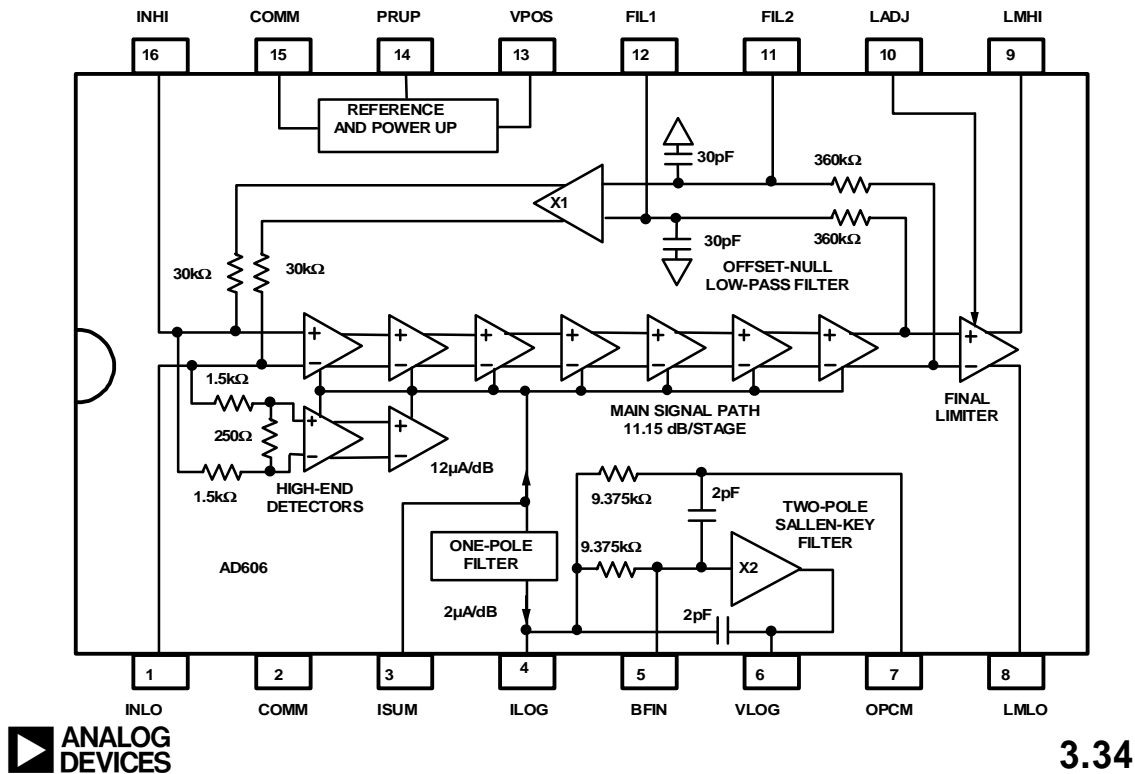 INHI COMM PRUP VPOS FIL1 FIL2 LADJ LMHI
16 15 14 13 12 11 10 9
REFERENCE
AND POWER UP
30pF
360kΩ
X1
30pF
360kΩ
30kΩ
30kΩ
OFFSET-NULL
LOW-PASS FILTER
+ + + + + + + +
– – – – – – – –
1.5kΩ
250Ω
1.5kΩ
+ +
– –
HIGH-END
DETECTORS
12µA/dB
MAIN SIGNAL PATH
11.15 dB/STAGE
FINAL
LIMITER
9.375kΩ
2pF
TWO-POLE
SALLEN-KEY
FILTER
ONE-POLE
FILTER
9.375kΩ
X2
AD606
2µA/dB
2pF
1 2 3 4 5 6 7 8
INLO COMM ISUM ILOG BFIN VLOG OPCM LMLO
ANALOG
DEVICES
3.34